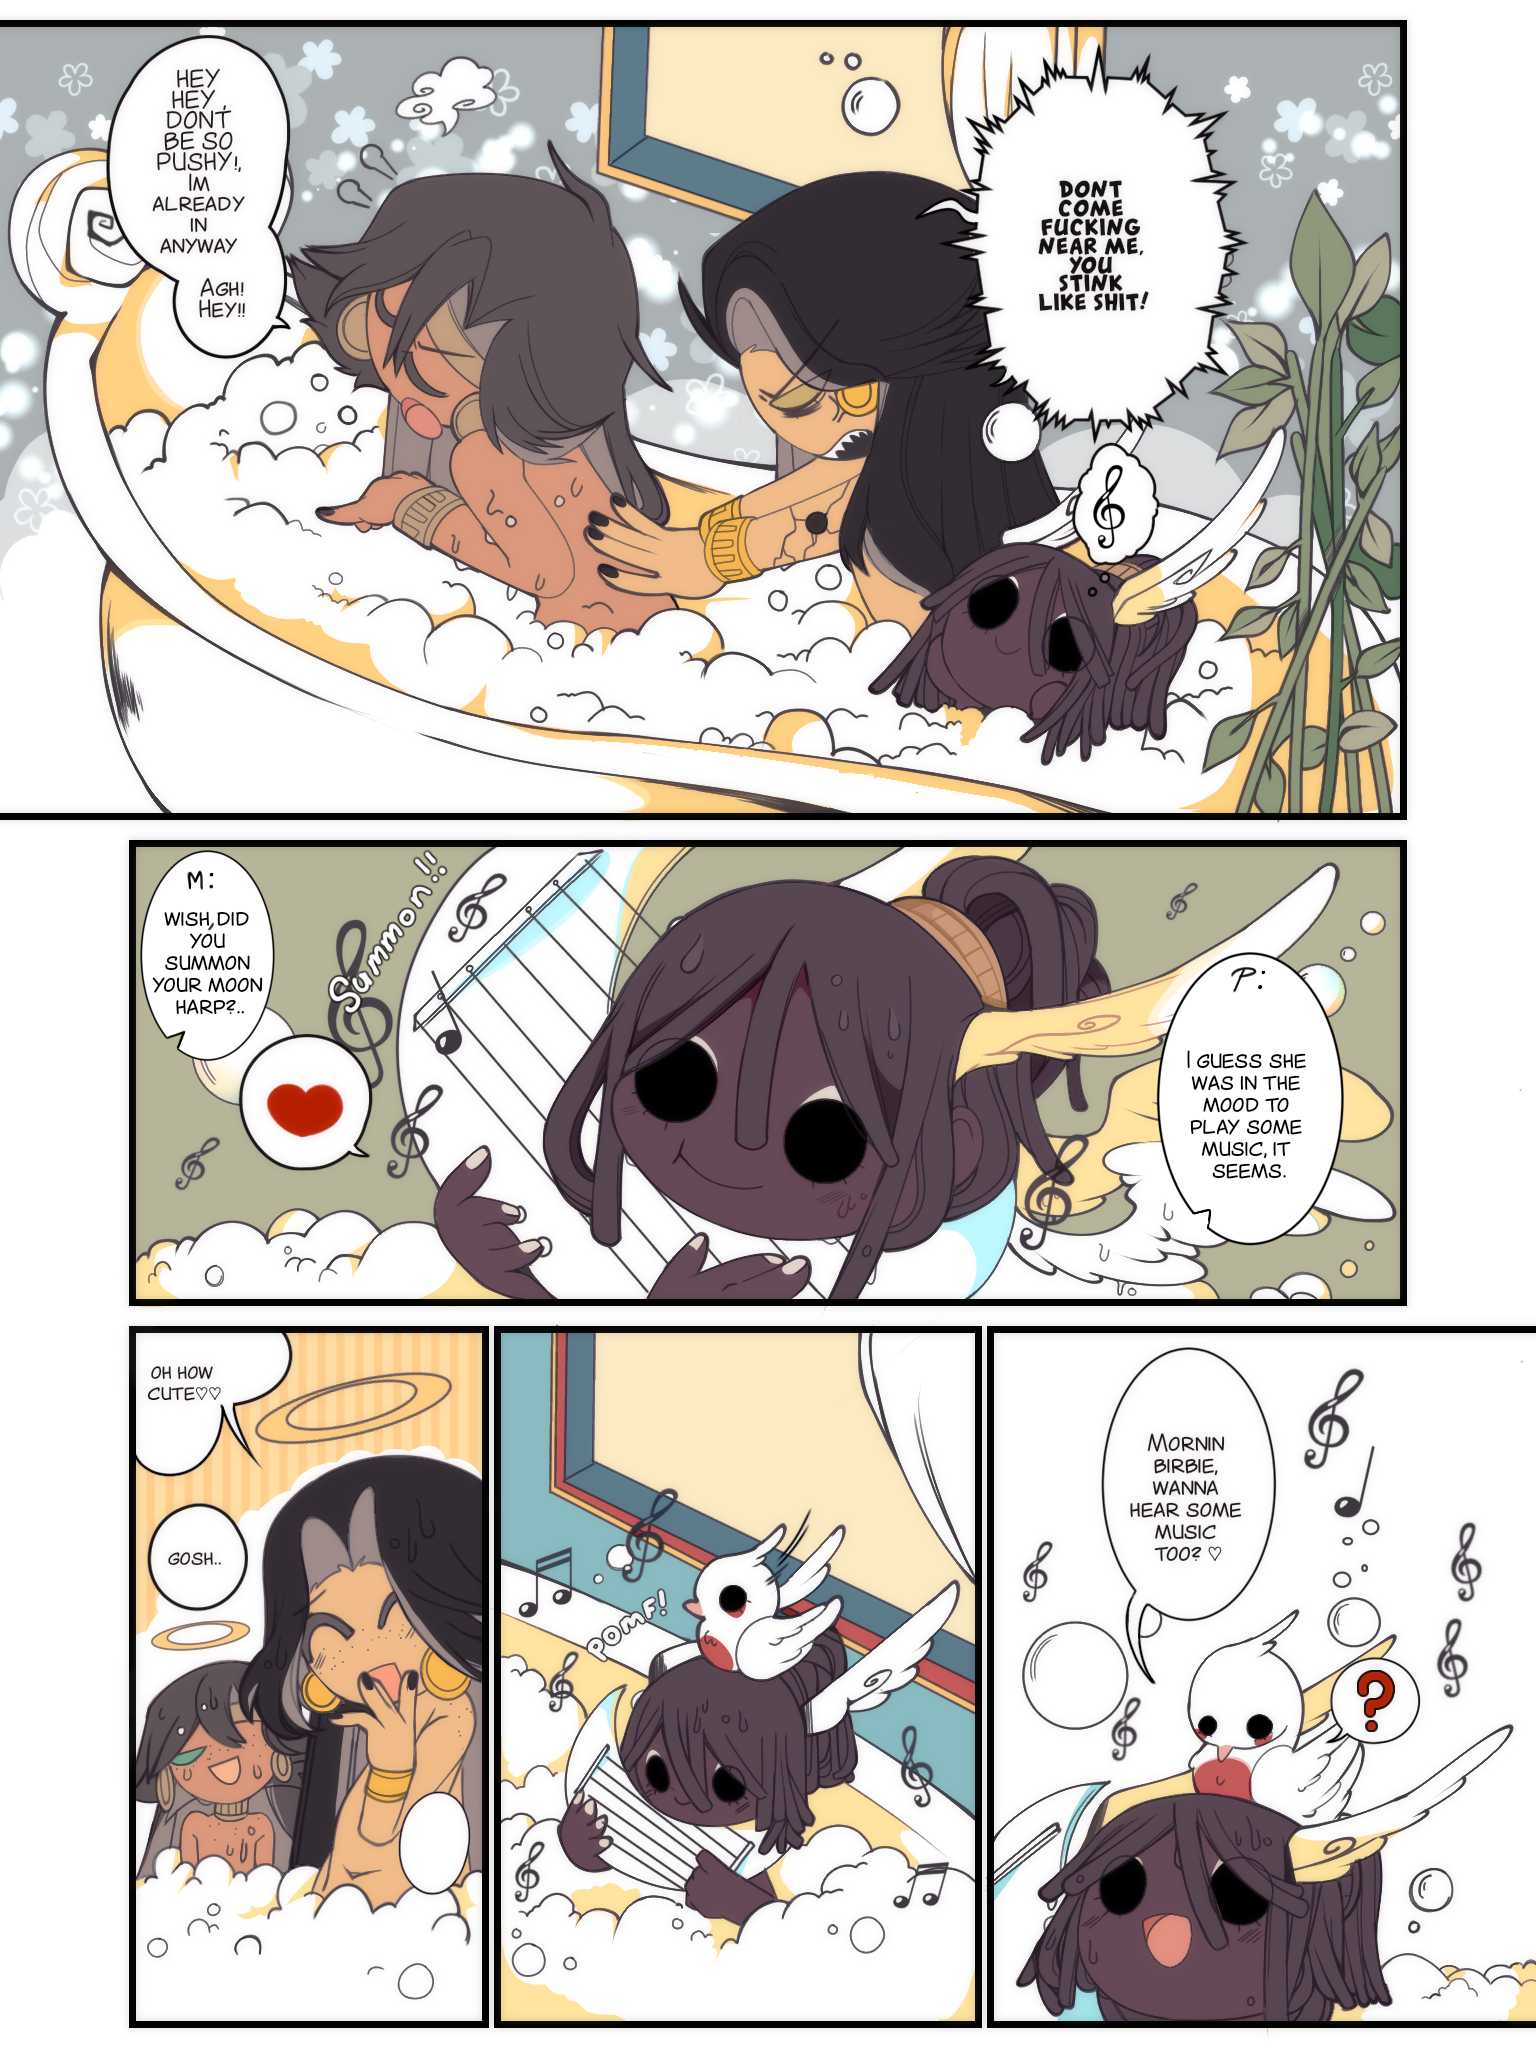 HEY
HEY,
DONT
BE SO
PUSHY!,
IM
ALREADY
IN
ANYWAY
AGH!
HEY!!
DONT
COME
FUCKING
NEAR ME,
YOU
STINK
LIKE SHIT!
M:
WISH, DID
YOU
SUMMON
YOUR MOON
HARP?..
Summon!!
P:
I GUESS SHE
WAS IN THE
MOOD TO
PLAY SOME
MUSIC, IT
SEEMS.
OH HOW
CUTE♡♡
GOSH..
POMF!
MORNIN
BIRBIE,
WANNA
HEAR SOME
MUSIC
TOO? ♡
?